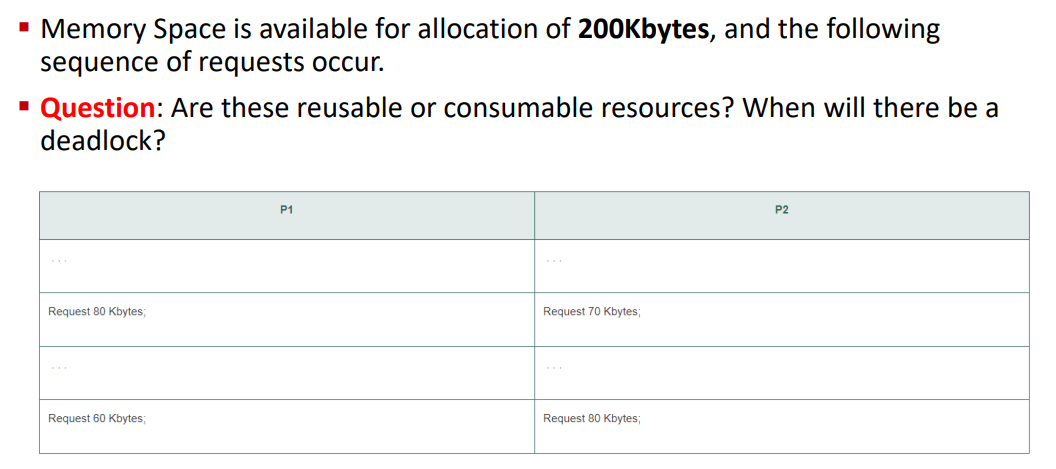 ▪ Memory Space is available for allocation of 200Kbytes, and the following
sequence of requests occur.
▪ Question: Are these reusable or consumable resources? When will there be a
deadlock?
P1 P2
. . . . . .
Request 80 Kbytes; Request 70 Kbytes;
. . . . . .
Request 60 Kbytes; Request 80 Kbytes;